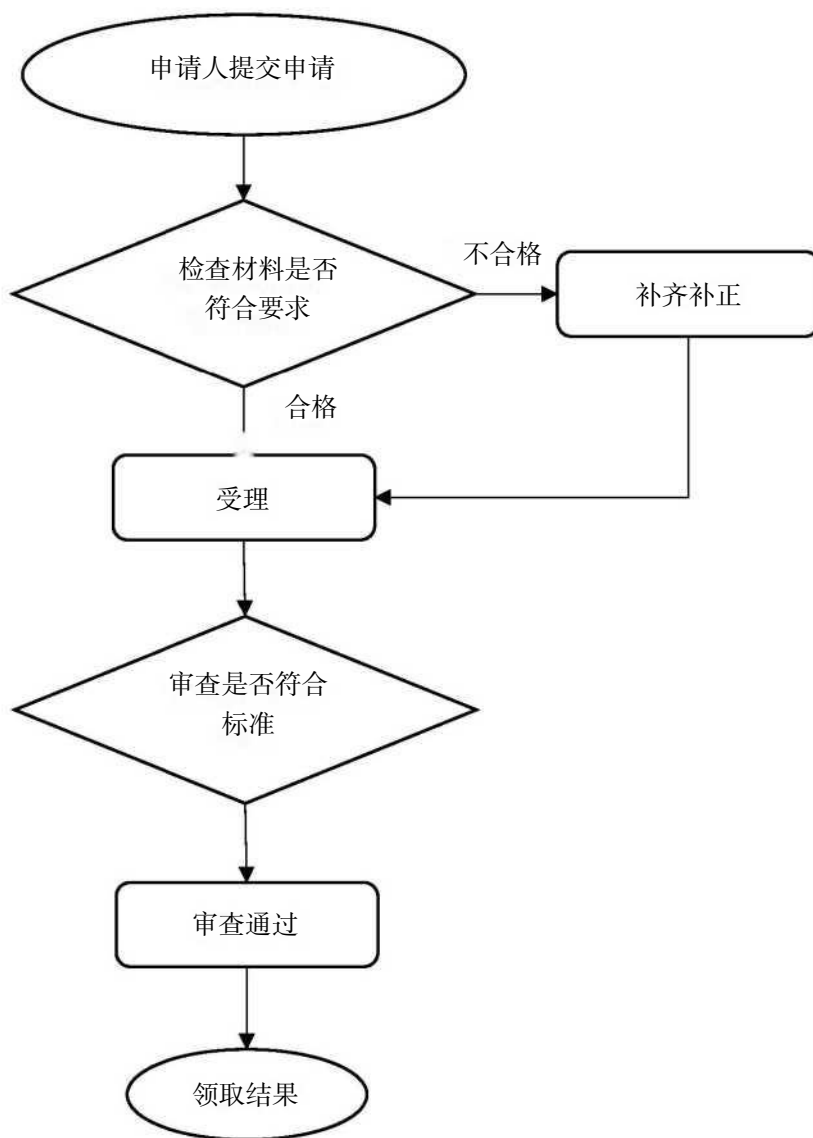 申请人提交申请
检查材料是否
符合要求
不合格
补齐补正
合格
受理
审查是否符合
标准
审查通过
领取结果